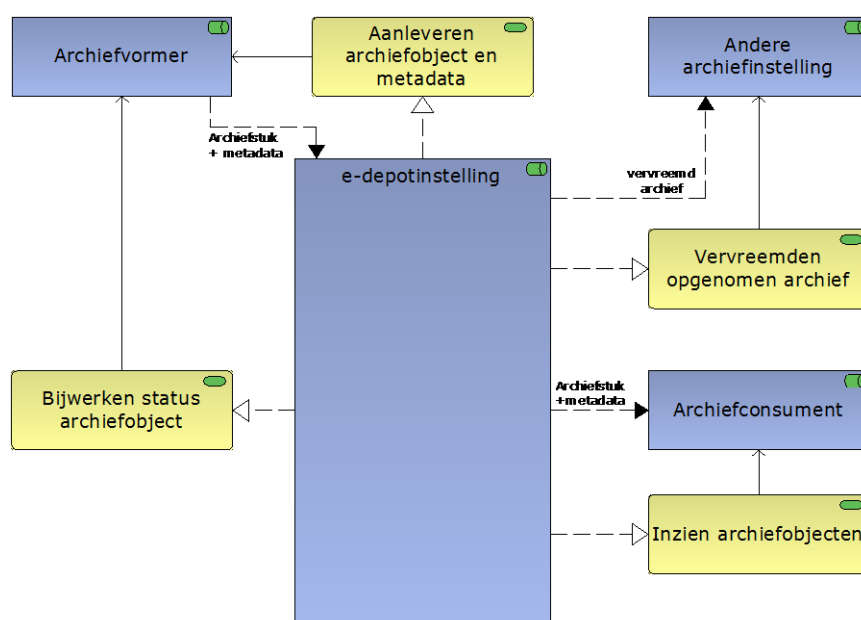 Archiefvormer
Aanleveren
archiefobject en
metadata
Andere
archiefinstelling
Archiefstuk
+ metadata
e-depotinstelling
vervreemd
archief
Vervreemden
opgenomen archief
Bijwerken status
archiefobject
Archiefstuk
+metadata
Archiefconsument
Inzien archiefobjecten